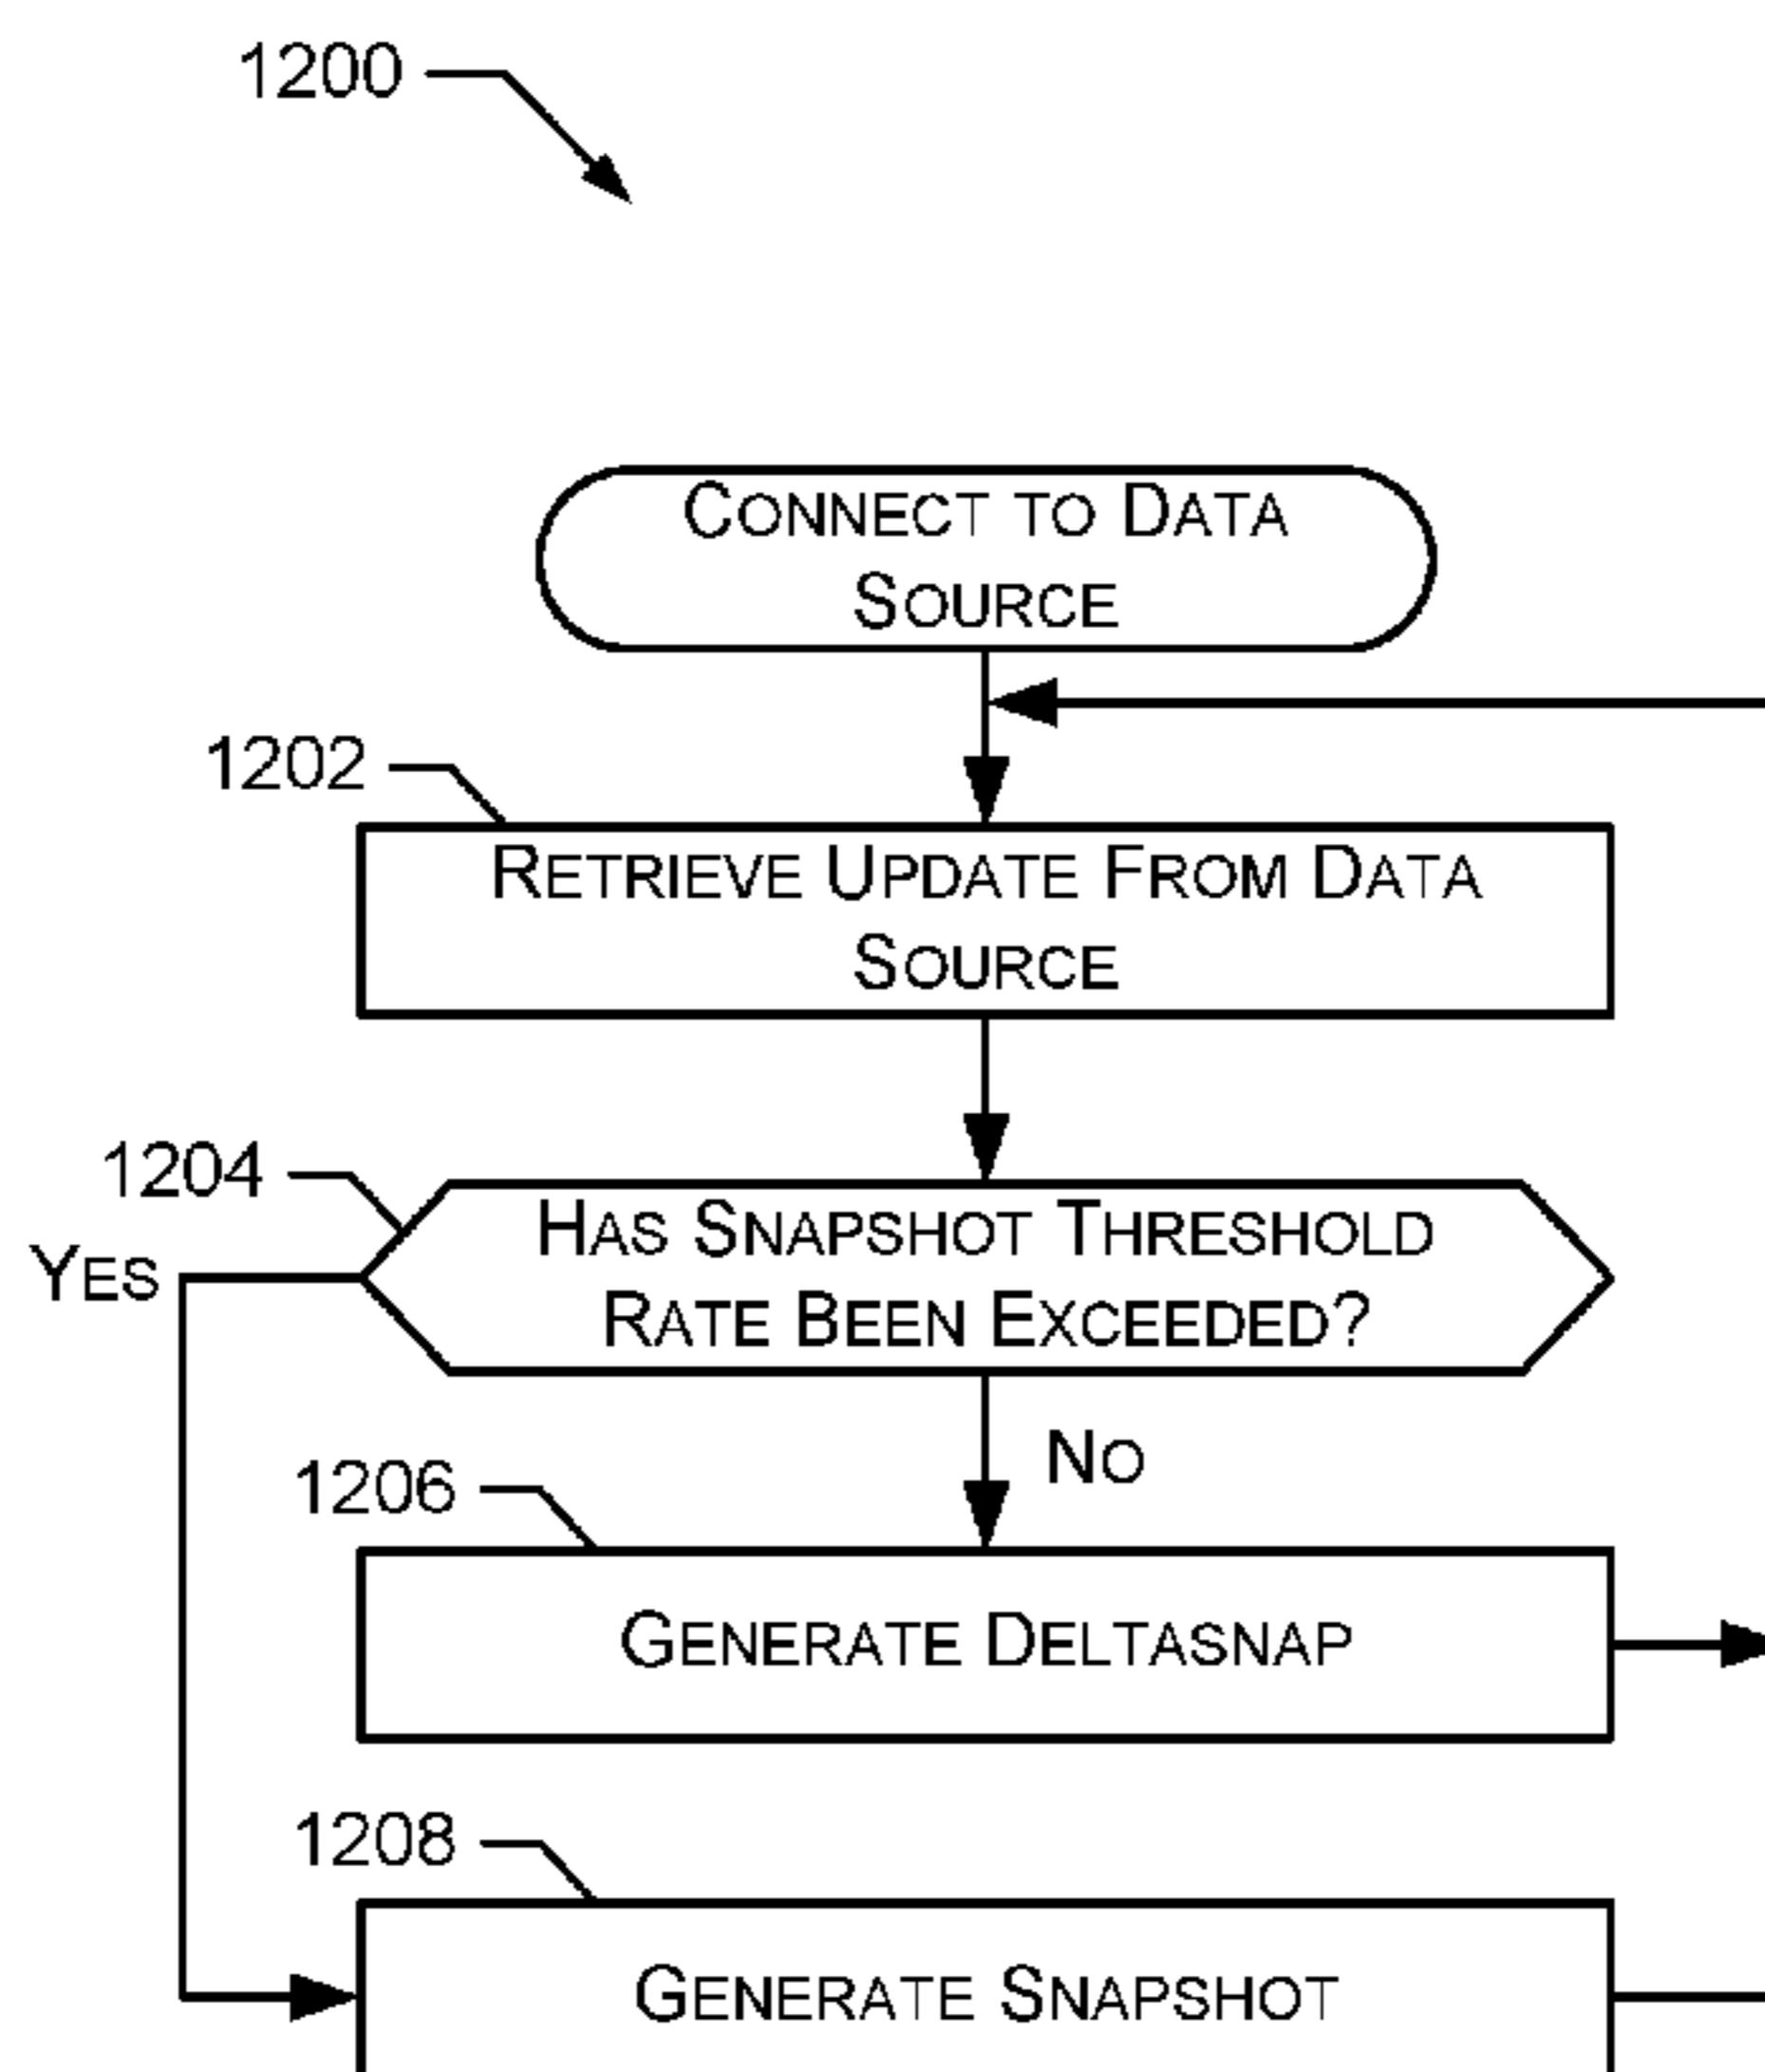 1200
CONNECT TO DATA
SOURCE
1202
RETRIEVE UPDATE FROM DATA
SOURCE
1204
HAS SNAPSHOT THRESHOLD
RATE BEEN EXCEEDED?
YES
NO
1206
GENERATE DELTASNAP
1208
GENERATE SNAPSHOT